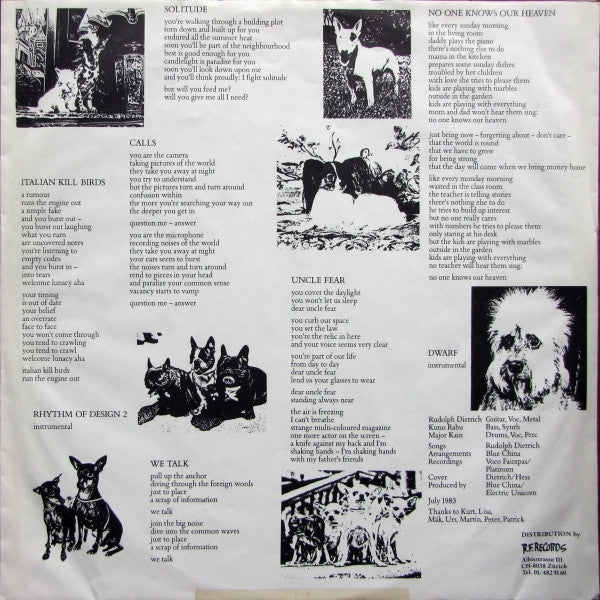 SOLITUDE
you're walking through a building plot
torn down and built up for you
endured all the summer heat
soon you'll be part of the neighbourhood
best is good enough for you
candlelight is paradise for you
soon you'll look down upon me
and you'll think proudly: I fight solitude
but will you feed me?
will you give me all I need?
CALLS
you are the camera
taking pictures of the world
they take you away at night
you try to understand
but the pictures turn and turn around
confusion within
the more you're searching your way out
the deeper you get in
question me – answer
you are the microphone
recording noises of the world
they take you away at night
your ears seem to burst
the noises turn and turn around
tend to pieces in your head
and paralize your common sense
vacancy starts to vamp
question me – answer
ITALIAN KILL BIRDS
a rumour
runs the engine out
a simple fake
and you burst out –
you burst out laughing
what you earn
are uncovered notes
you're listening to
empty codes
and you burst in –
into tears
welcome lunacy aha
your timing
is out of date
your belief
an overrate
face to face
you won't come through
you tend to crawling
you tend to crawl
welcome lunacy aha
italian kill birds
run the engine out
RHYTHM OF DESIGN 2
instrumental
WE TALK
pull up the anchor
diving through the foreign words
just to place
a scrap of information
we talk
join the big noise
dive into the common waves
just to place
a scrap of information
we talk
UNCLE FEAR
you cover the daylight
you won't let us sleep
dear uncle fear
you curb our space
you set the law
you're the relic in here
and your voice seems very clear
you're part of our life
from day to day
dear uncle fear
lend us your glasses to wear
dear uncle fear
standing always near
the air is freezing
I can't breathe
strange multi-coloured magazine
one more actor on the screen –
a knife against my back and I'm
shaking hands – I'm shaking hands
with my father's friends
NO ONE KNOWS OUR HEAVEN
like every sunday morning
in the living room
daddy plays the piano
there's nothing else to do
mama in the kitchen
prepares some sunday dishes
troubled by her children
with love she tries to please them
kids are playing with marbles
outside in the garden
kids are playing with everything
mom and dad won't hear them sing:
no one knows our heaven
just being now – forgetting about – don't care –
that the world is round
that we have to grow
for being strong
that the day will come when we bring money home
like every monday morning
wasted in the class room
the teacher is telling stories
there's nothing else to do
he tries to build up interest
but no one really cares
with numbers he tries to please them
only staring at his desk
but the kids are playing with marbles
outside in the garden
kids are playing with everything
no teacher will hear them sing:
no one knows our heaven
DWARF
instrumental
Rudolph Dietrich Guitar, Voc, Metal
Kuno Rabu Bass, Synth
Major Kain Drums, Voc, Perc
Songs Rudolph Dietrich
Arrangements Blue China
Recordings Voco Fauxpas/
Platinum
Cover Dietrich/Hess
Produced by Blue China/
Electric Unicorn
July 1983
Thanks to Kurt, Lisa,
Mäk, Urs, Martin, Peter, Patrick
DISTRIBUTION by
R.F. RECORDS
Albisstrasse 111
CH-8038 Zürich
Tel. 01/482 91 60